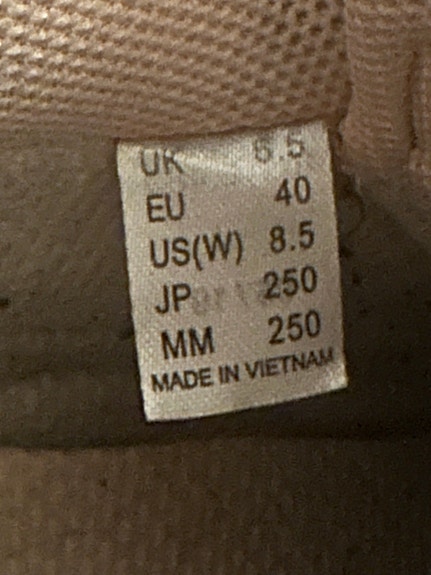 UK 6.5
EU 40
US(W) 8.5
JP 250
MM 250
MADE IN VIETNAM